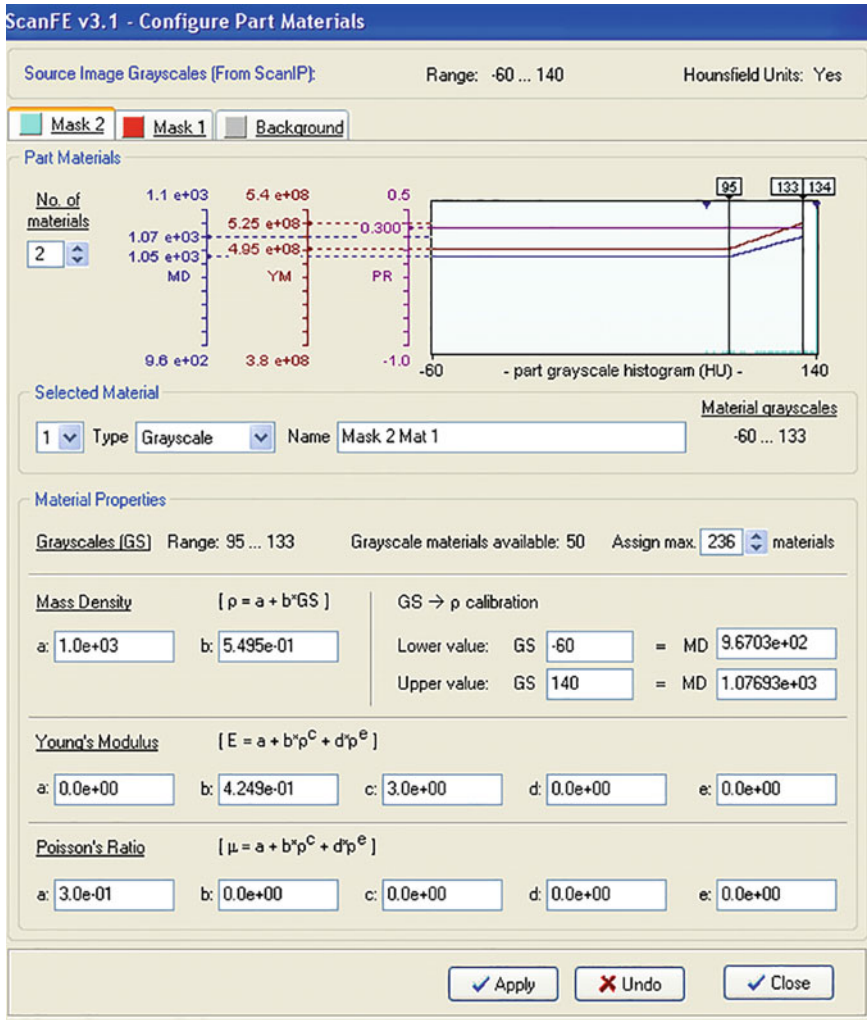 ScanFE v3.1 - Configure Part Materials
Source Image Grayscales (From ScanIP): Range: -60 ... 140 Hounsfield Units: Yes
Mask 2 Mask 1 Background
Part Materials
No. of materials
2
1.1 e+03 5.4 e+08 0.5
5.25 e+08 0.300
1.07 e+03
4.95 e+08
1.05 e+03
MD YM PR
9.6 e+02 3.8 e+08 -1.0
95 133 134
-60 - part grayscale histogram (HU) - 140
Selected Material
Material grayscales
1 Type Grayscale Name Mask 2 Mat 1 -60 ... 133
Material Properties
Grayscales (GS) Range: 95 ... 133 Grayscale materials available: 50 Assign max. 236 materials
Mass Density [ ρ = a + b*GS ] GS → ρ calibration
a: 1.0e+03 b: 5.495e-01 Lower value: GS -60 = MD 9.6703e+02
Upper value: GS 140 = MD 1.07693e+03
Young's Modulus [ E = a + b*ρc + d*ρe ]
a: 0.0e+00 b: 4.249e-01 c: 3.0e+00 d: 0.0e+00 e: 0.0e+00
Poisson's Ratio [ μ = a + b*ρc + d*ρe ]
a: 3.0e-01 b: 0.0e+00 c: 0.0e+00 d: 0.0e+00 e: 0.0e+00
Apply Undo Close